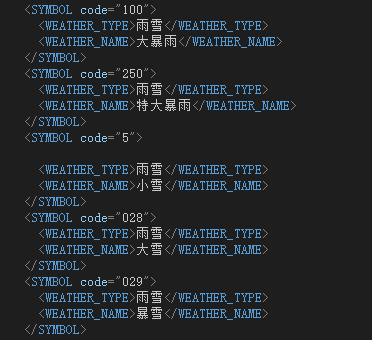 <SYMBOL code="100">
<WEATHER_TYPE>雨雪</WEATHER_TYPE>
<WEATHER_NAME>大暴雨</WEATHER_NAME>
</SYMBOL>
<SYMBOL code="250">
<WEATHER_TYPE>雨雪</WEATHER_TYPE>
<WEATHER_NAME>特大暴雨</WEATHER_NAME>
</SYMBOL>
<SYMBOL code="5">
<WEATHER_TYPE>雨雪</WEATHER_TYPE>
<WEATHER_NAME>小雪</WEATHER_NAME>
</SYMBOL>
<SYMBOL code="028">
<WEATHER_TYPE>雨雪</WEATHER_TYPE>
<WEATHER_NAME>大雪</WEATHER_NAME>
</SYMBOL>
<SYMBOL code="029">
<WEATHER_TYPE>雨雪</WEATHER_TYPE>
<WEATHER_NAME>暴雪</WEATHER_NAME>
</SYMBOL>